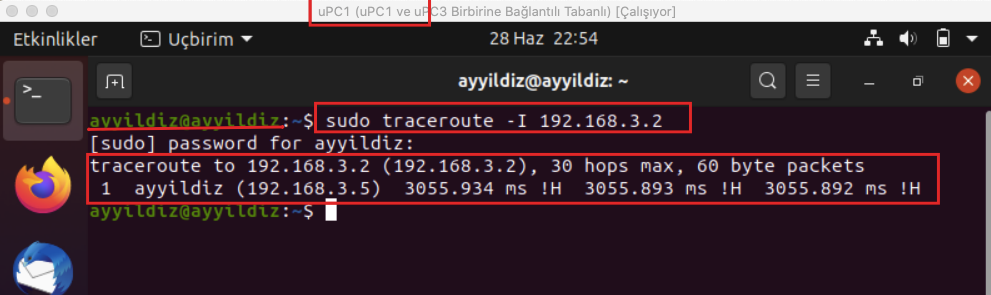 uPC1 (uPC1 ve uPC3 Birbirine Bağlantılı Tabanlı) [Çalışıyor]
Etkinlikler Uçbirim 28 Haz 22:54
ayyildiz@ayyildiz: ~
ayyildiz@ayyildiz:~$ sudo traceroute -I 192.168.3.2
[sudo] password for ayyildiz:
traceroute to 192.168.3.2 (192.168.3.2), 30 hops max, 60 byte packets
1 ayyildiz (192.168.3.5) 3055.934 ms !H 3055.893 ms !H 3055.892 ms !H
ayyildiz@ayyildiz:~$